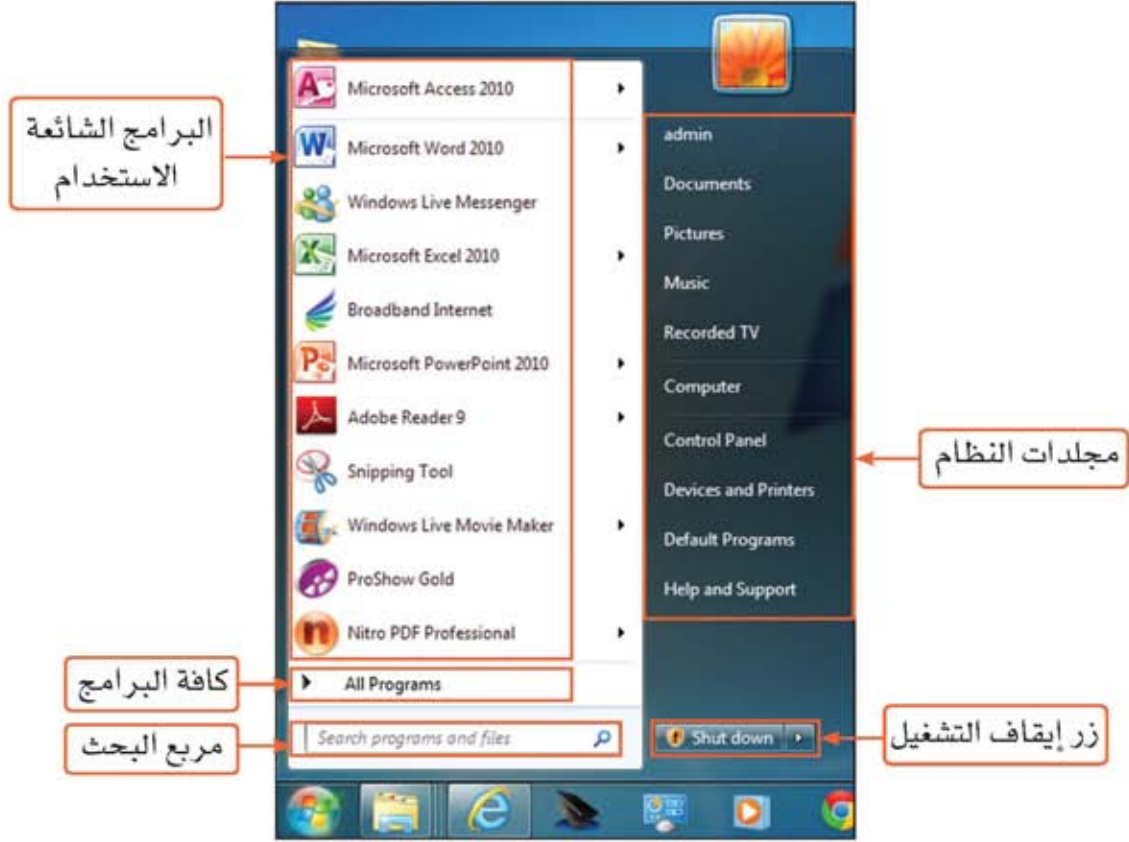 البرامج الشائعة
الاستخدام
كافة البرامج
مربع البحث
Microsoft Access 2010
Microsoft Word 2010
Windows Live Messenger
Microsoft Excel 2010
Broadband Internet
Microsoft PowerPoint 2010
Adobe Reader 9
Snipping Tool
Windows Live Movie Maker
ProShow Gold
Nitro PDF Professional
All Programs
Search programs and files
admin
Documents
Pictures
Music
Recorded TV
Computer
Control Panel
Devices and Printers
Default Programs
Help and Support
Shut down
مجلدات النظام
زر إيقاف التشغيل